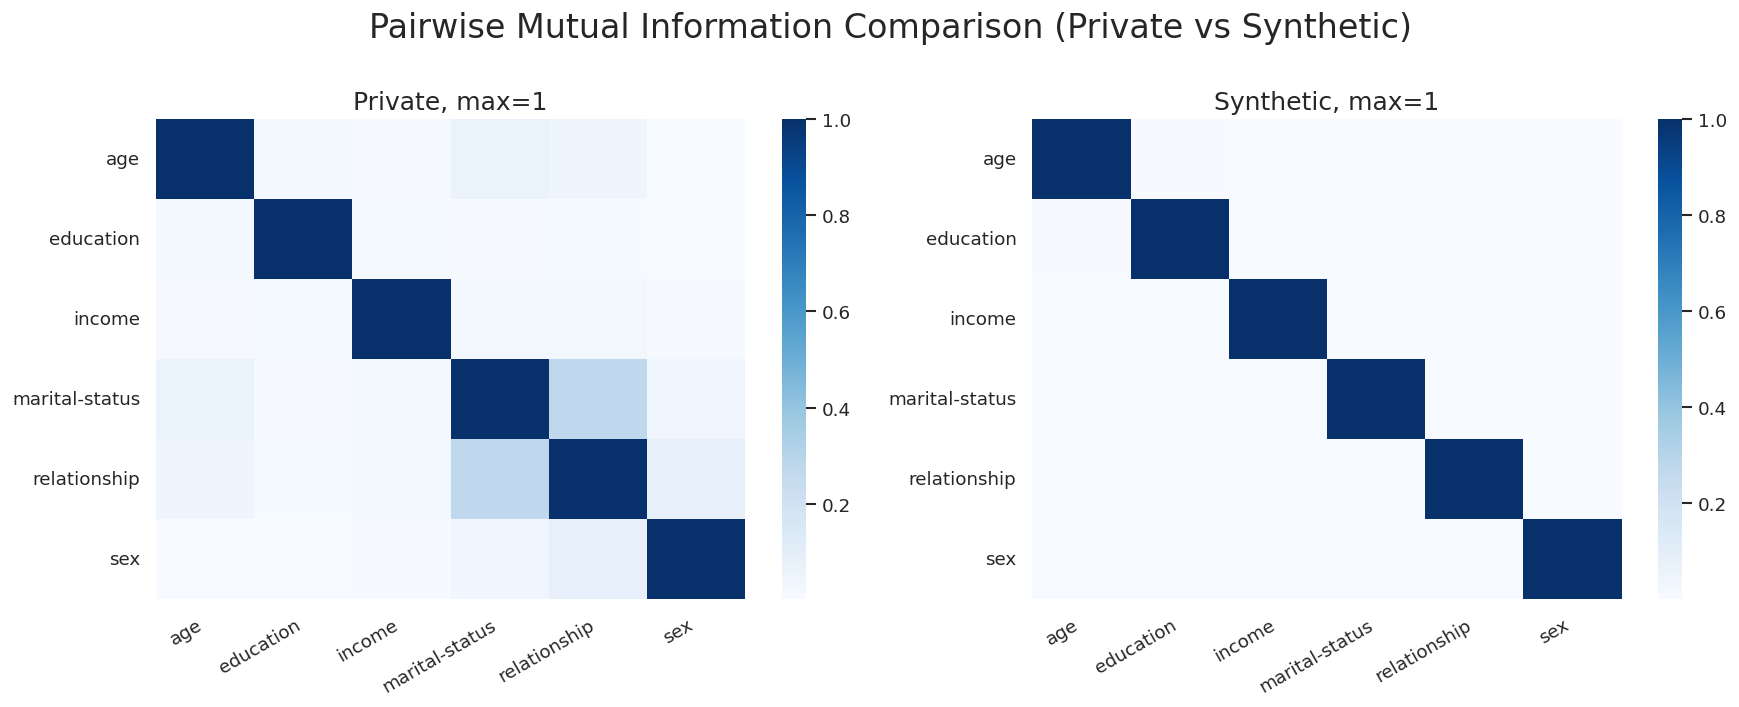 Pairwise Mutual Information Comparison (Private vs Synthetic)
Private, max=1
age
education
income
marital-status
relationship
sex
age
education
income
marital-status
relationship
sex
1.0
0.8
0.6
0.4
0.2
Synthetic, max=1
age
education
income
marital-status
relationship
sex
age
education
income
marital-status
relationship
sex
1.0
0.8
0.6
0.4
0.2